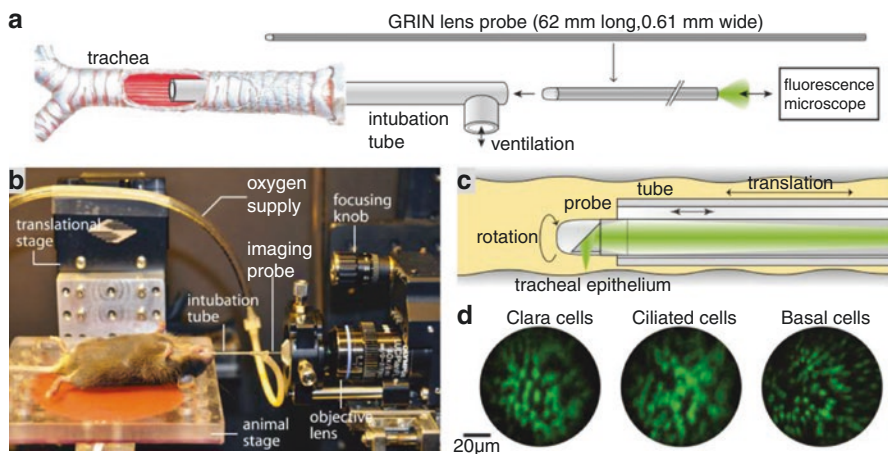 a
GRIN lens probe (62 mm long,0.61 mm wide)
trachea
intubation
tube
ventilation
fluorescence
microscope
b
oxygen
supply
translational
stage
focusing
knob
imaging
probe
intubation
tube
objective
lens
animal
stage
c
tube
translation
probe
rotation
tracheal epithelium
d
Clara cells
Ciliated cells
Basal cells
20µm